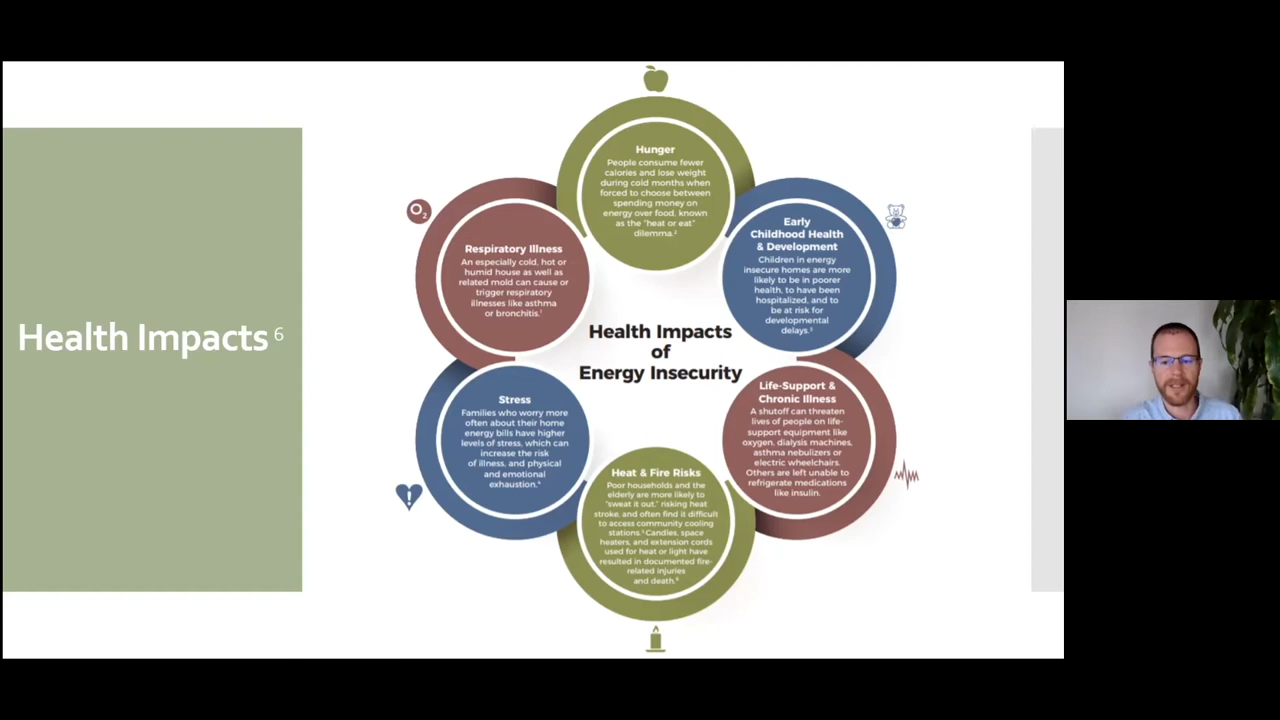 Health Impacts 6
Hunger
People consume fewer
calories and lose weight
during cold months when
forced to choose between
spending money on
energy over food, known
as the "heat or eat"
dilemma.²
Early
Childhood Health
& Development
Children in energy
insecure homes are more
likely to be in poorer
health, to have been
hospitalized, and to
be at risk for
developmental
delays.³
Life-Support &
Chronic Illness
A shutoff can threaten
lives of people on life-
support equipment like
oxygen, dialysis machines,
asthma nebulizers or
electric wheelchairs.
Others are left unable to
refrigerate medications
like insulin.
Heat & Fire Risks
Poor households and the
elderly are more likely to
"sweat it out," risking heat
stroke, and often find it difficult
to access community cooling
stations.⁵ Candles, space
heaters, and extension cords
used for heat or light have
resulted in documented fire-
related injuries
and death.⁶
Stress
Families who worry more
often about their home
energy bills have higher
levels of stress, which can
increase the risk
of illness, and physical
and emotional
exhaustion.⁴
Respiratory Illness
An especially cold, hot or
humid house as well as
related mold can cause or
trigger respiratory
illnesses like asthma
or bronchitis.¹
O₂
Health Impacts
of
Energy Insecurity